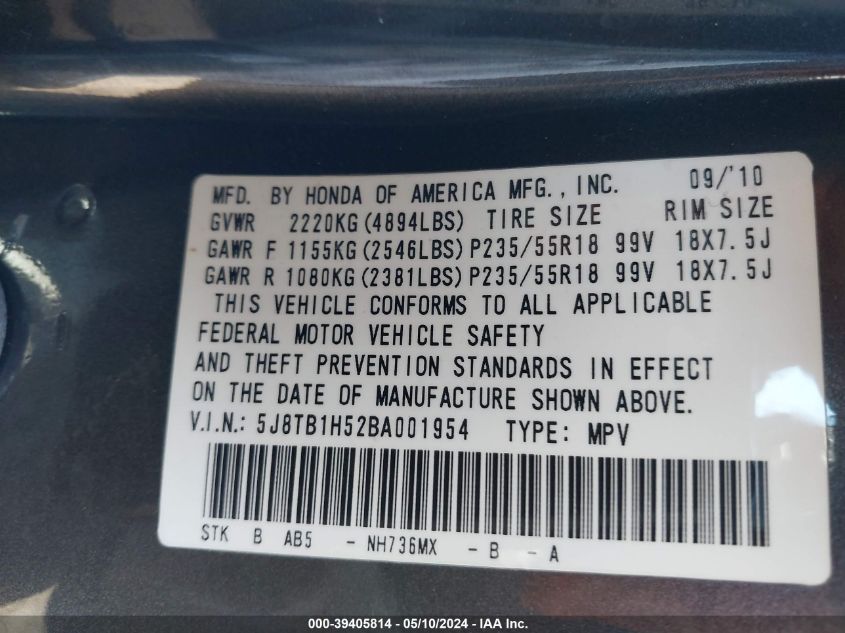 MFD. BY HONDA OF AMERICA MFG., INC. 09/'10
GVWR 2220KG(4894LBS) TIRE SIZE RIM SIZE
GAWR F 1155KG(2546LBS)P235/55R18 99V 18X7.5J
GAWR R 1080KG(2381LBS)P235/55R18 99V 18X7.5J
THIS VEHICLE CONFORMS TO ALL APPLICABLE
FEDERAL MOTOR VEHICLE SAFETY
AND THEFT PREVENTION STANDARDS IN EFFECT
ON THE DATE OF MANUFACTURE SHOWN ABOVE.
V.I.N.: 5J8TB1H52BA001954 TYPE: MPV
STK B AB5 - NH736MX - B - A
000-39405814 - 05/10/2024 - IAA Inc.